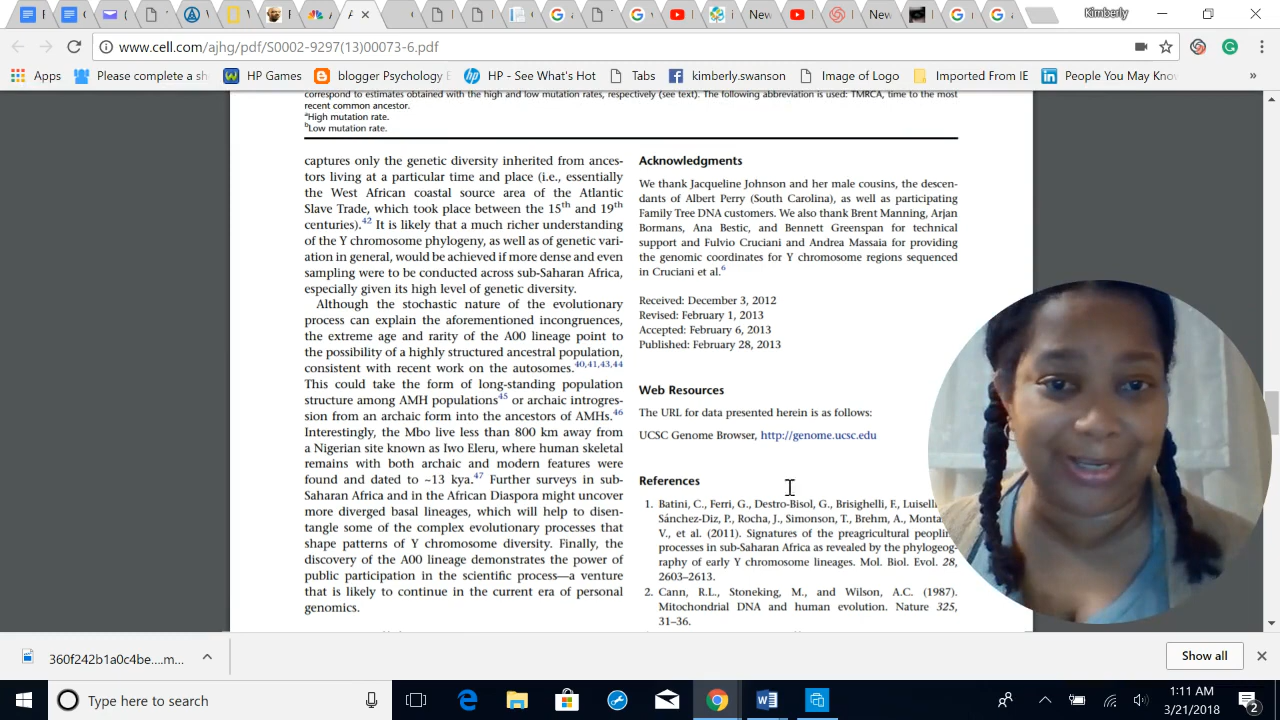 Kimberly
New
New
www.cell.com/ajhg/pdf/S0002-9297(13)00073-6.pdf
Apps
Please complete a sh
HP Games
blogger Psychology E
HP - See What's Hot
Tabs
kimberly.swanson
Image of Logo
Imported From IE
People You May Know
»
correspond to estimates obtained with the high and low mutation rates, respectively (see text). The following abbreviation is used: TMRCA, time to the most
recent common ancestor.
aHigh mutation rate.
bLow mutation rate.
captures only the genetic diversity inherited from ances-
tors living at a particular time and place (i.e., essentially
the West African coastal source area of the Atlantic
Slave Trade, which took place between the 15th and 19th
centuries).42 It is likely that a much richer understanding
of the Y chromosome phylogeny, as well as of genetic vari-
ation in general, would be achieved if more dense and even
sampling were to be conducted across sub-Saharan Africa,
especially given its high level of genetic diversity.
Although the stochastic nature of the evolutionary
process can explain the aforementioned incongruences,
the extreme age and rarity of the A00 lineage point to
the possibility of a highly structured ancestral population,
consistent with recent work on the autosomes.40,41,43,44
This could take the form of long-standing population
structure among AMH populations45 or archaic introgres-
sion from an archaic form into the ancestors of AMHs.46
Interestingly, the Mbo live less than 800 km away from
a Nigerian site known as Iwo Eleru, where human skeletal
remains with both archaic and modern features were
found and dated to ~13 kya.47 Further surveys in sub-
Saharan Africa and in the African Diaspora might uncover
more diverged basal lineages, which will help to disen-
tangle some of the complex evolutionary processes that
shape patterns of Y chromosome diversity. Finally, the
discovery of the A00 lineage demonstrates the power of
public participation in the scientific process—a venture
that is likely to continue in the current era of personal
genomics.
Acknowledgments
We thank Jacqueline Johnson and her male cousins, the descen-
dants of Albert Perry (South Carolina), as well as participating
Family Tree DNA customers. We also thank Brent Manning, Arjan
Bormans, Ana Bestic, and Bennett Greenspan for technical
support and Fulvio Cruciani and Andrea Massaia for providing
the genomic coordinates for Y chromosome regions sequenced
in Cruciani et al.6
Received: December 3, 2012
Revised: February 1, 2013
Accepted: February 6, 2013
Published: February 28, 2013
Web Resources
The URL for data presented herein is as follows:
UCSC Genome Browser, http://genome.ucsc.edu
References
1. Batini, C., Ferri, G., Destro-Bisol, G., Brisighelli, F., Luiselli
Sánchez-Diz, P., Rocha, J., Simonson, T., Brehm, A., Monta
V., et al. (2011). Signatures of the preagricultural peoplin
processes in sub-Saharan Africa as revealed by the phylogeog-
raphy of early Y chromosome lineages. Mol. Biol. Evol. 28,
2603–2613.
2. Cann, R.L., Stoneking, M., and Wilson, A.C. (1987).
Mitochondrial DNA and human evolution. Nature 325,
31–36.
360f242b1a0c4be....m...
Show all
Type here to search
1:11 AM
3/21/2018
2